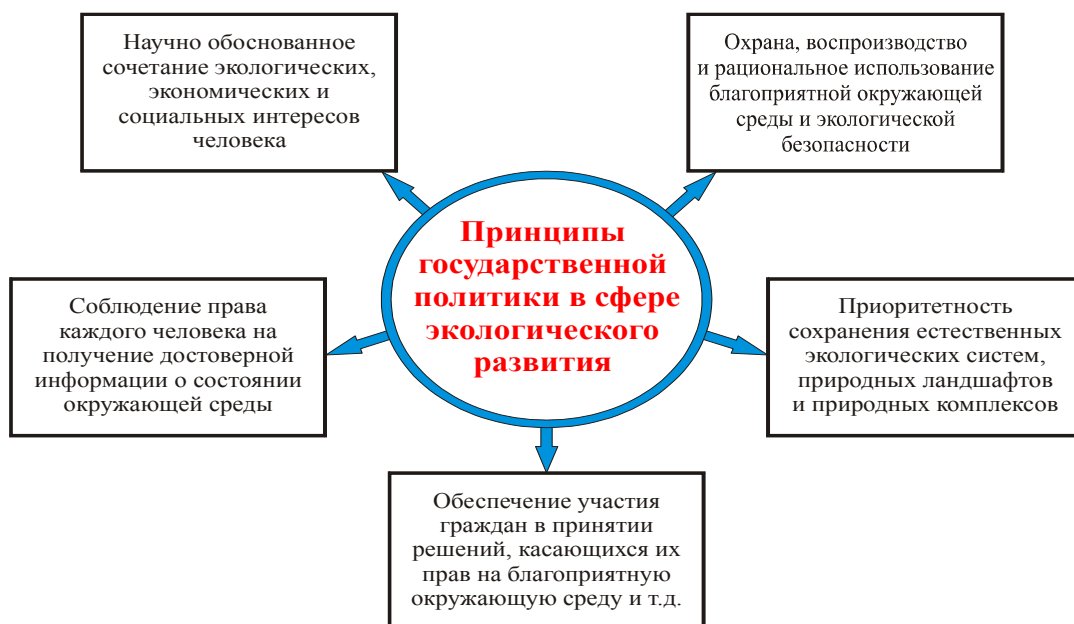 Научно обоснованное
сочетание экологических,
экономических и
социальных интересов
человека
Охрана, воспроизводство
и рациональное использование
благоприятной окружающей
среды и экологической
безопасности
Принципы
государственной
политики в сфере
экологического
развития
Соблюдение права
каждого человека на
получение достоверной
информации о состоянии
окружающей среды
Приоритетность
сохранения естественных
экологических систем,
природных ландшафтов
и природных комплексов
Обеспечение участия
граждан в принятии
решений, касающихся их
прав на благоприятную
окружающую среду и т.д.